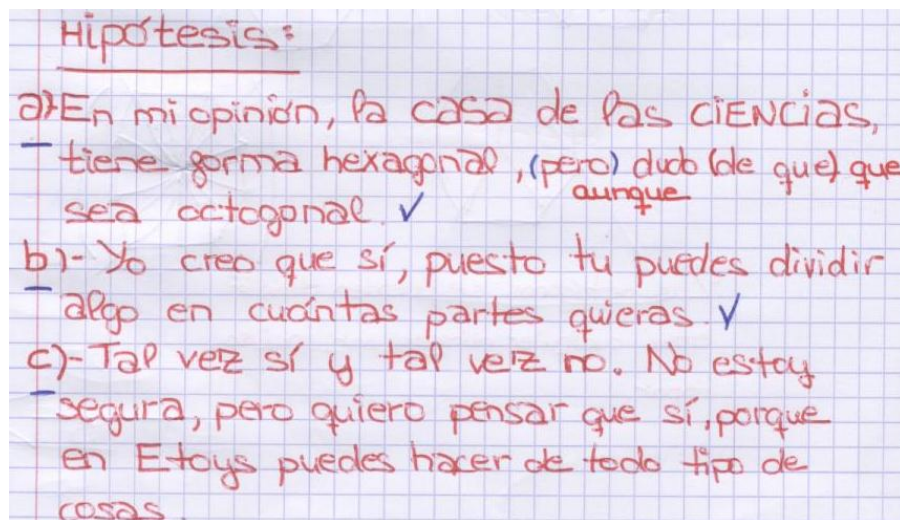 Hipótesis:
a) En mi opinión, la casa de las CiENCias,
tiene forma hexagonal, (pero) dudo (de que) que
aunque
sea octogonal. ✓
b)- Yo creo que sí, puesto tu puedes dividir
algo en cuántas partes quieras. ✓
c)- Tal vez sí y tal vez no. No estoy
segura, pero quiero pensar que sí, porque
en Etoys puedes hacer de todo tipo de
cosas.